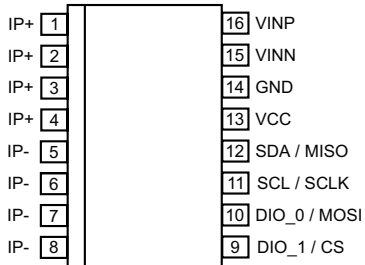 IP+ 1 16 VINP
IP+ 2 15 VINN
IP+ 3 14 GND
IP+ 4 13 VCC
IP- 5 12 SDA / MISO
IP- 6 11 SCL / SCLK
IP- 7 10 DIO_0 / MOSI
IP- 8 9 DIO_1 / CS